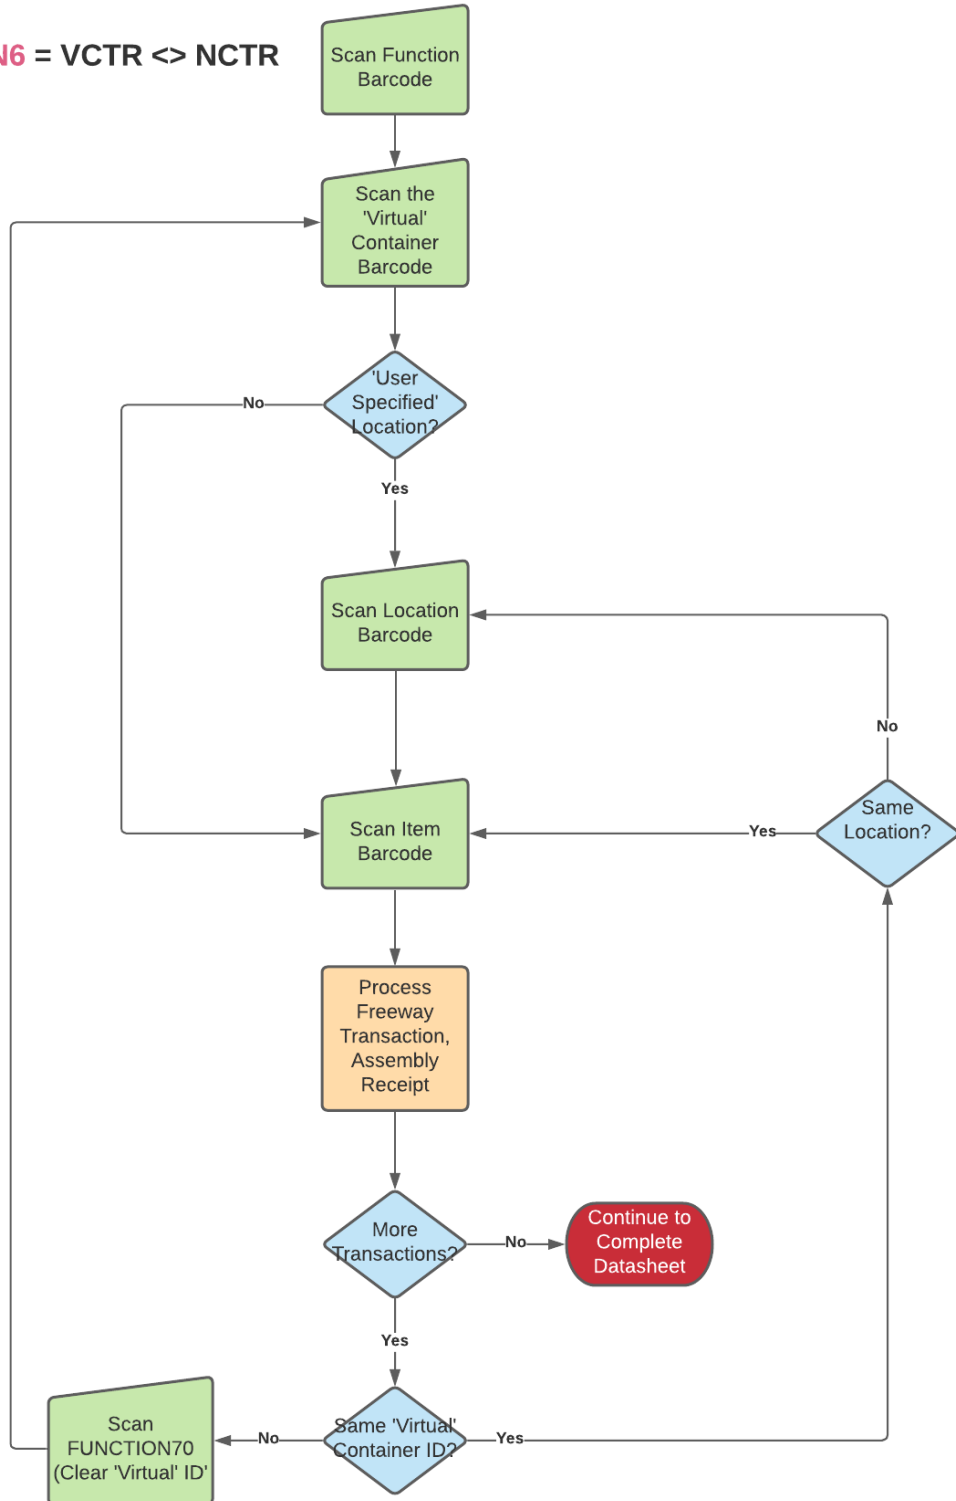 N6 = VCTR <> NCTR
Scan Function
Barcode
Scan the
'Virtual'
Container
Barcode
'User
Specified'
Location?
No
Yes
Scan Location
Barcode
No
Same
Location?
Yes
Scan Item
Barcode
Process
Freeway
Transaction,
Assembly
Receipt
More
Transactions?
No
Continue to
Complete
Datasheet
Yes
Same 'Virtual'
Container ID?
No
Yes
Scan
FUNCTION70
(Clear 'Virtual' ID'